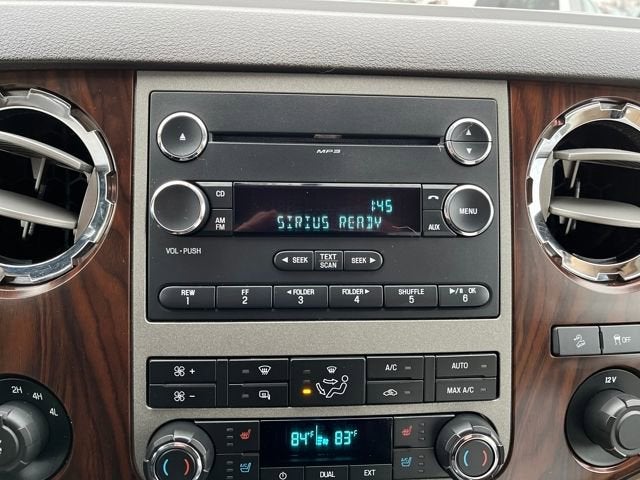 MP3
CD
1:45
SIRIUS READY
AM
FM
AUX
MENU
VOL - PUSH
◄ SEEK
TEXT
SCAN
SEEK ►
REW
1
FF
2
◄ FOLDER
3
FOLDER ►
4
SHUFFLE
5
►/II OK
6
+
A/C
AUTO
-
MAX A/C
2H
4H
4L
12V
OFF
84°F
83°F
DUAL
EXT